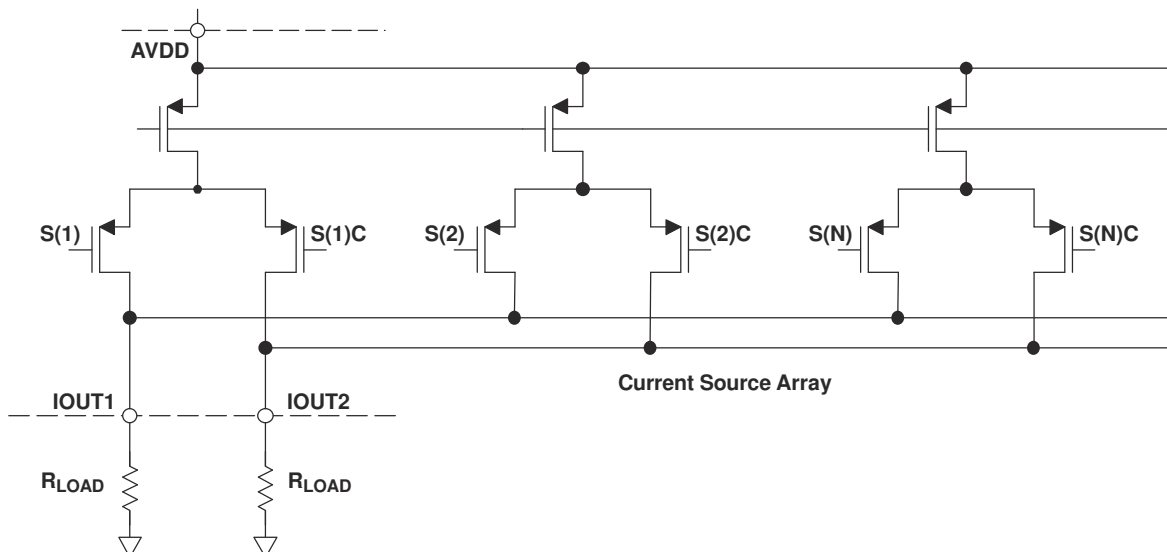 AVDD
S(1)
S(1)C
S(2)
S(2)C
S(N)
S(N)C
Current Source Array
IOUT1
IOUT2
RLOAD
RLOAD